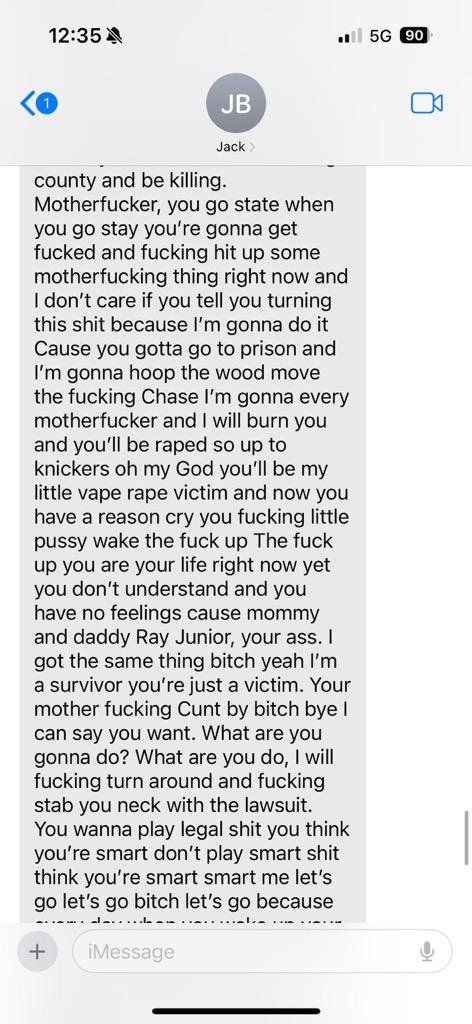 12:35
5G
90
1
JB
Jack
county and be killing.
Motherfucker, you go state when
you go stay you're gonna get
fucked and fucking hit up some
motherfucking thing right now and
I don't care if you tell you turning
this shit because I'm gonna do it
Cause you gotta go to prison and
I'm gonna hoop the wood move
the fucking Chase I'm gonna every
motherfucker and I will burn you
and you'll be raped so up to
knickers oh my God you'll be my
little vape rape victim and now you
have a reason cry you fucking little
pussy wake the fuck up The fuck
up you are your life right now yet
you don't understand and you
have no feelings cause mommy
and daddy Ray Junior, your ass. I
got the same thing bitch yeah I'm
a survivor you're just a victim. Your
mother fucking Cunt by bitch bye I
can say you want. What are you
gonna do? What are you do, I will
fucking turn around and fucking
stab you neck with the lawsuit.
You wanna play legal shit you think
you're smart don't play smart shit
think you're smart smart me let's
go let's go bitch let's go because
every day when you wake up your
iMessage